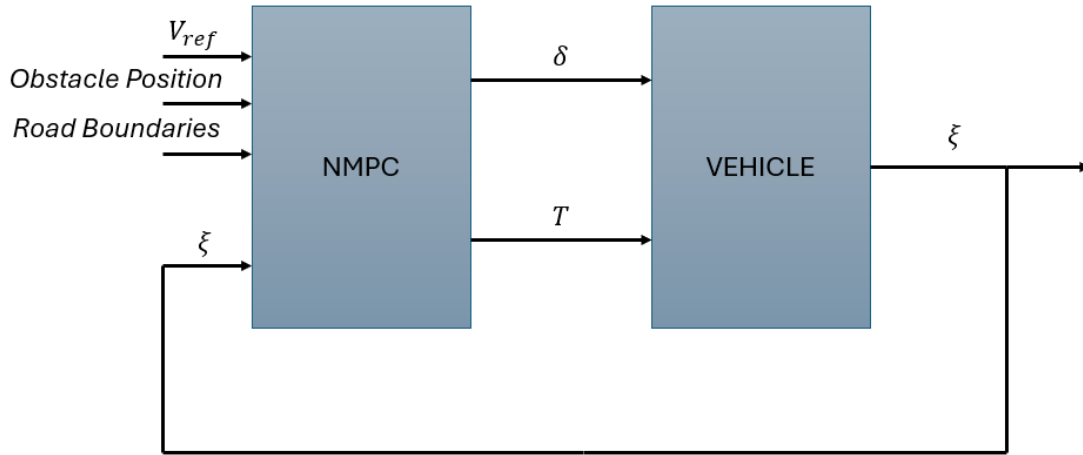 V_ref
Obstacle Position
Road Boundaries
ξ
NMPC
δ
T
VEHICLE
ξ